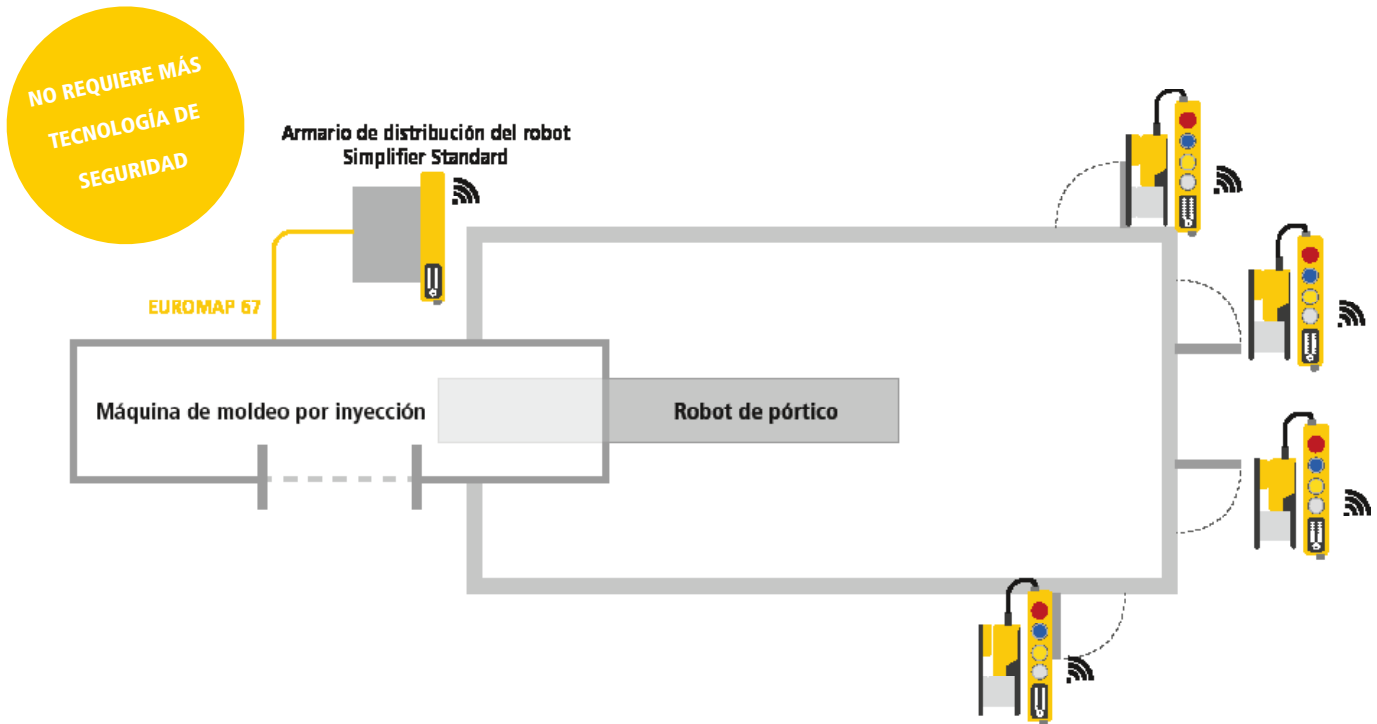 NO REQUIERE MÁS
TECNOLOGÍA DE
SEGURIDAD
Armario de distribución del robot
Simplifier Standard
EUROMAP 67
Máquina de moldeo por inyección
Robot de pórtico